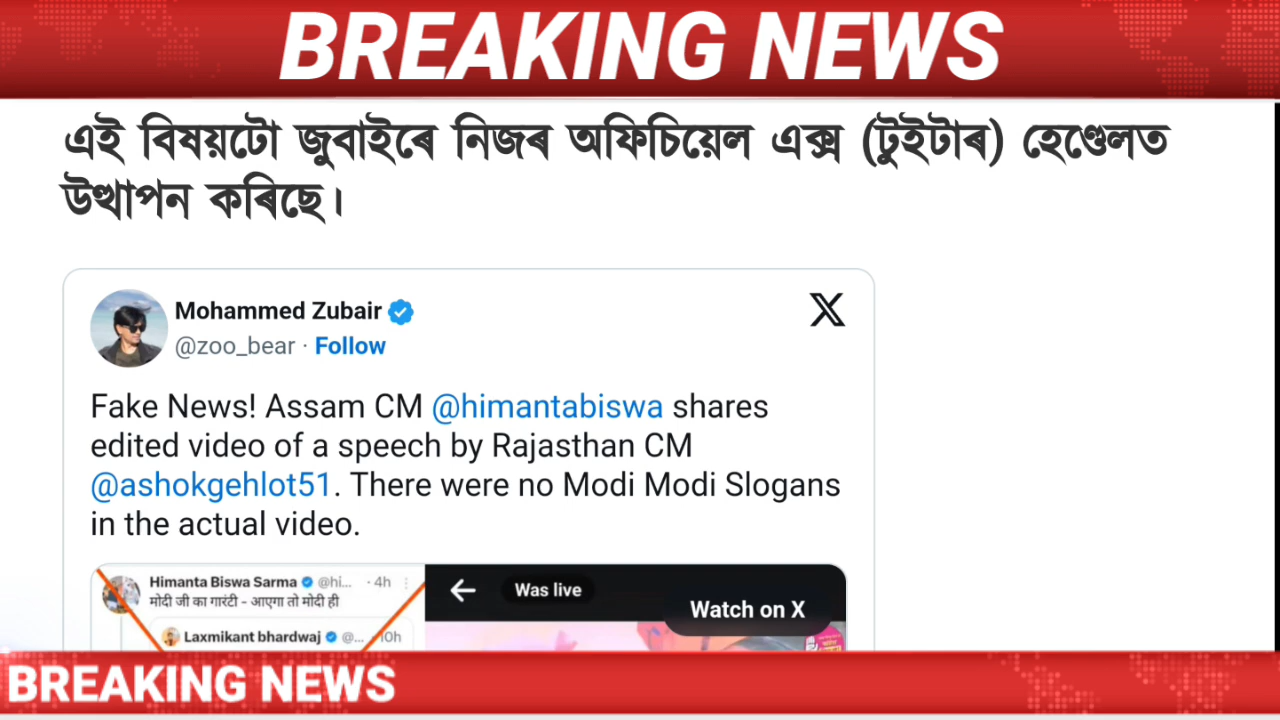 BREAKING NEWS
এই বিষয়টো জুবাইৰে নিজৰ অফিচিয়েল এক্স (টুইটাৰ) হেণ্ডেলত
উত্থাপন কৰিছে।
Mohammed Zubair
@zoo_bear · Follow
Fake News! Assam CM @himantabiswa shares
edited video of a speech by Rajasthan CM
@ashokgehlot51. There were no Modi Modi Slogans
in the actual video.
Himanta Biswa Sarma @hi... · 4h
मोदी जी का गारंटी - आएगा तो मोदी ही
Laxmikant bhardwaj @... 10h
Was live
Watch on X
BREAKING NEWS